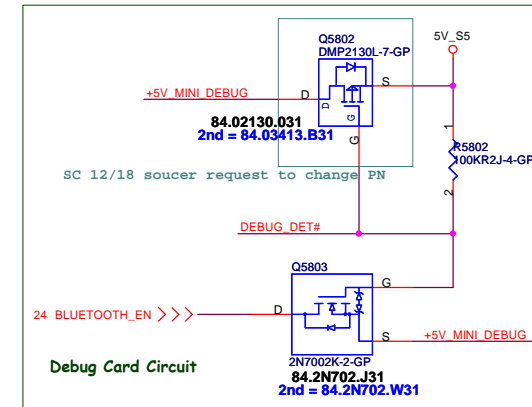 Q5802
DMP2130L-7-GP
5V_S5
+5V_MINI_DEBUG
D
S
D
G
84.02130.031
2nd = 84.03413.B31
G
1
R5802
100KR2J-4-GP
2
SC 12/18 soucer request to change PN
DEBUG_DET#
Q5803
G
24 BLUETOOTH_EN
D
S
+5V_MINI_DEBUG
2N7002K-2-GP
84.2N702.J31
2nd = 84.2N702.W31
Debug Card Circuit